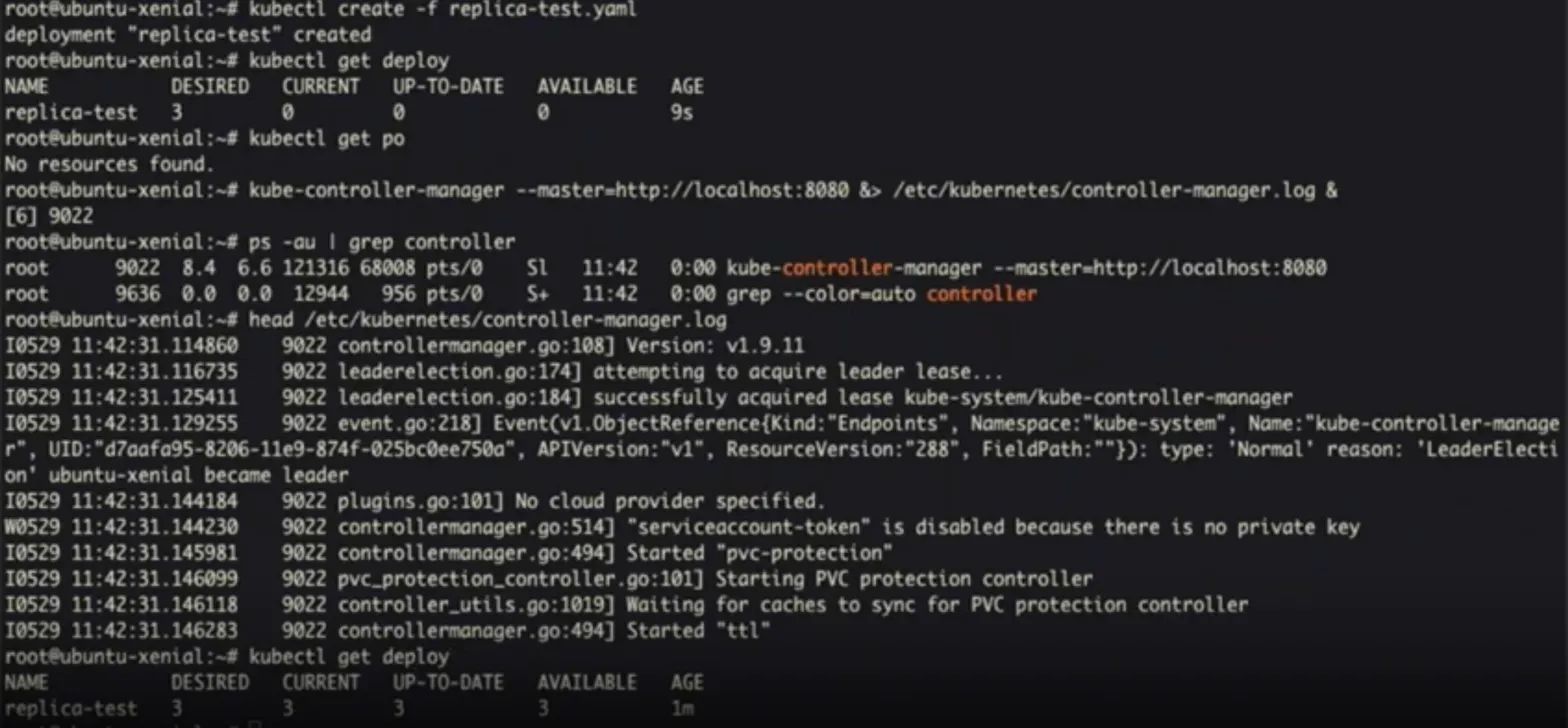 root@ubuntu-xenial:~# kubectl create -f replica-test.yaml
deployment "replica-test" created
root@ubuntu-xenial:~# kubectl get deploy
NAME DESIRED CURRENT UP-TO-DATE AVAILABLE AGE
replica-test 3 0 0 0 9s
root@ubuntu-xenial:~# kubectl get po
No resources found.
root@ubuntu-xenial:~# kube-controller-manager --master=http://localhost:8080 &> /etc/kubernetes/controller-manager.log &
[6] 9022
root@ubuntu-xenial:~# ps -au | grep controller
root 9022 8.4 6.6 121316 68008 pts/0 Sl 11:42 0:00 kube-controller-manager --master=http://localhost:8080
root 9636 0.0 0.0 12944 956 pts/0 S+ 11:42 0:00 grep --color=auto controller
root@ubuntu-xenial:~# head /etc/kubernetes/controller-manager.log
I0529 11:42:31.114860 9022 controllermanager.go:108] Version: v1.9.11
I0529 11:42:31.116735 9022 leaderelection.go:174] attempting to acquire leader lease...
I0529 11:42:31.125411 9022 leaderelection.go:184] successfully acquired lease kube-system/kube-controller-manager
I0529 11:42:31.129255 9022 event.go:218] Event(v1.ObjectReference{Kind:"Endpoints", Namespace:"kube-system", Name:"kube-controller-manage
r", UID:"d7aafa95-8206-11e9-874f-025bc0ee750a", APIVersion:"v1", ResourceVersion:"288", FieldPath:""}): type: 'Normal' reason: 'LeaderElecti
on' ubuntu-xenial became leader
I0529 11:42:31.144184 9022 plugins.go:101] No cloud provider specified.
W0529 11:42:31.144230 9022 controllermanager.go:514] "serviceaccount-token" is disabled because there is no private key
I0529 11:42:31.145981 9022 controllermanager.go:494] Started "pvc-protection"
I0529 11:42:31.146099 9022 pvc_protection_controller.go:101] Starting PVC protection controller
I0529 11:42:31.146118 9022 controller_utils.go:1019] Waiting for caches to sync for PVC protection controller
I0529 11:42:31.146283 9022 controllermanager.go:494] Started "ttl"
root@ubuntu-xenial:~# kubectl get deploy
NAME DESIRED CURRENT UP-TO-DATE AVAILABLE AGE
replica-test 3 3 3 3 1m